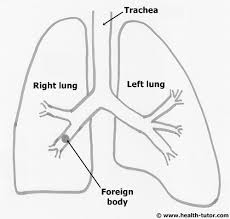 Trachea
Right lung
Left lung
Foreign
body
© www.health-tutor.com